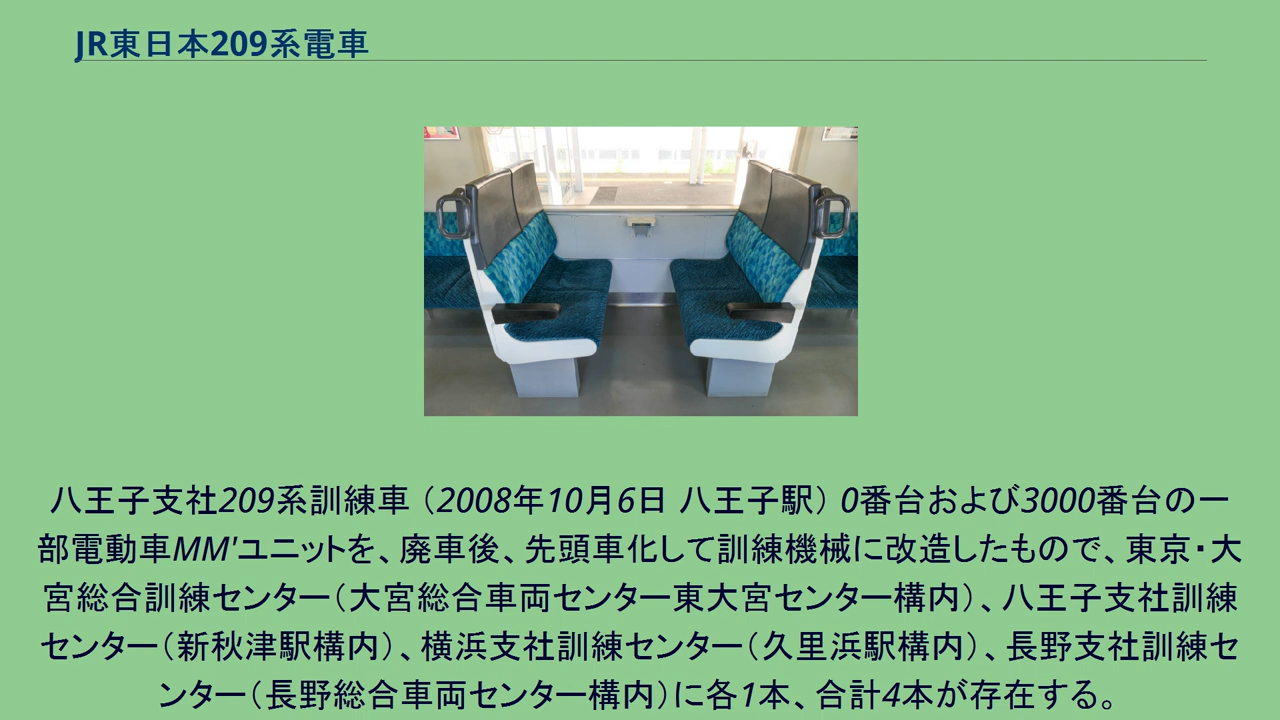 JR東日本209系電車
八王子支社209系訓練車（2008年10月6日 八王子駅）0番台および3000番台の一
部電動車MM'ユニットを、廃車後、先頭車化して訓練機械に改造したもので、東京・大
宮総合訓練センター（大宮総合車両センター東大宮センター構内）、八王子支社訓練
センター（新秋津駅構内）、横浜支社訓練センター（久里浜駅構内）、長野支社訓練セ
ンター（長野総合車両センター構内）に各1本、合計4本が存在する。